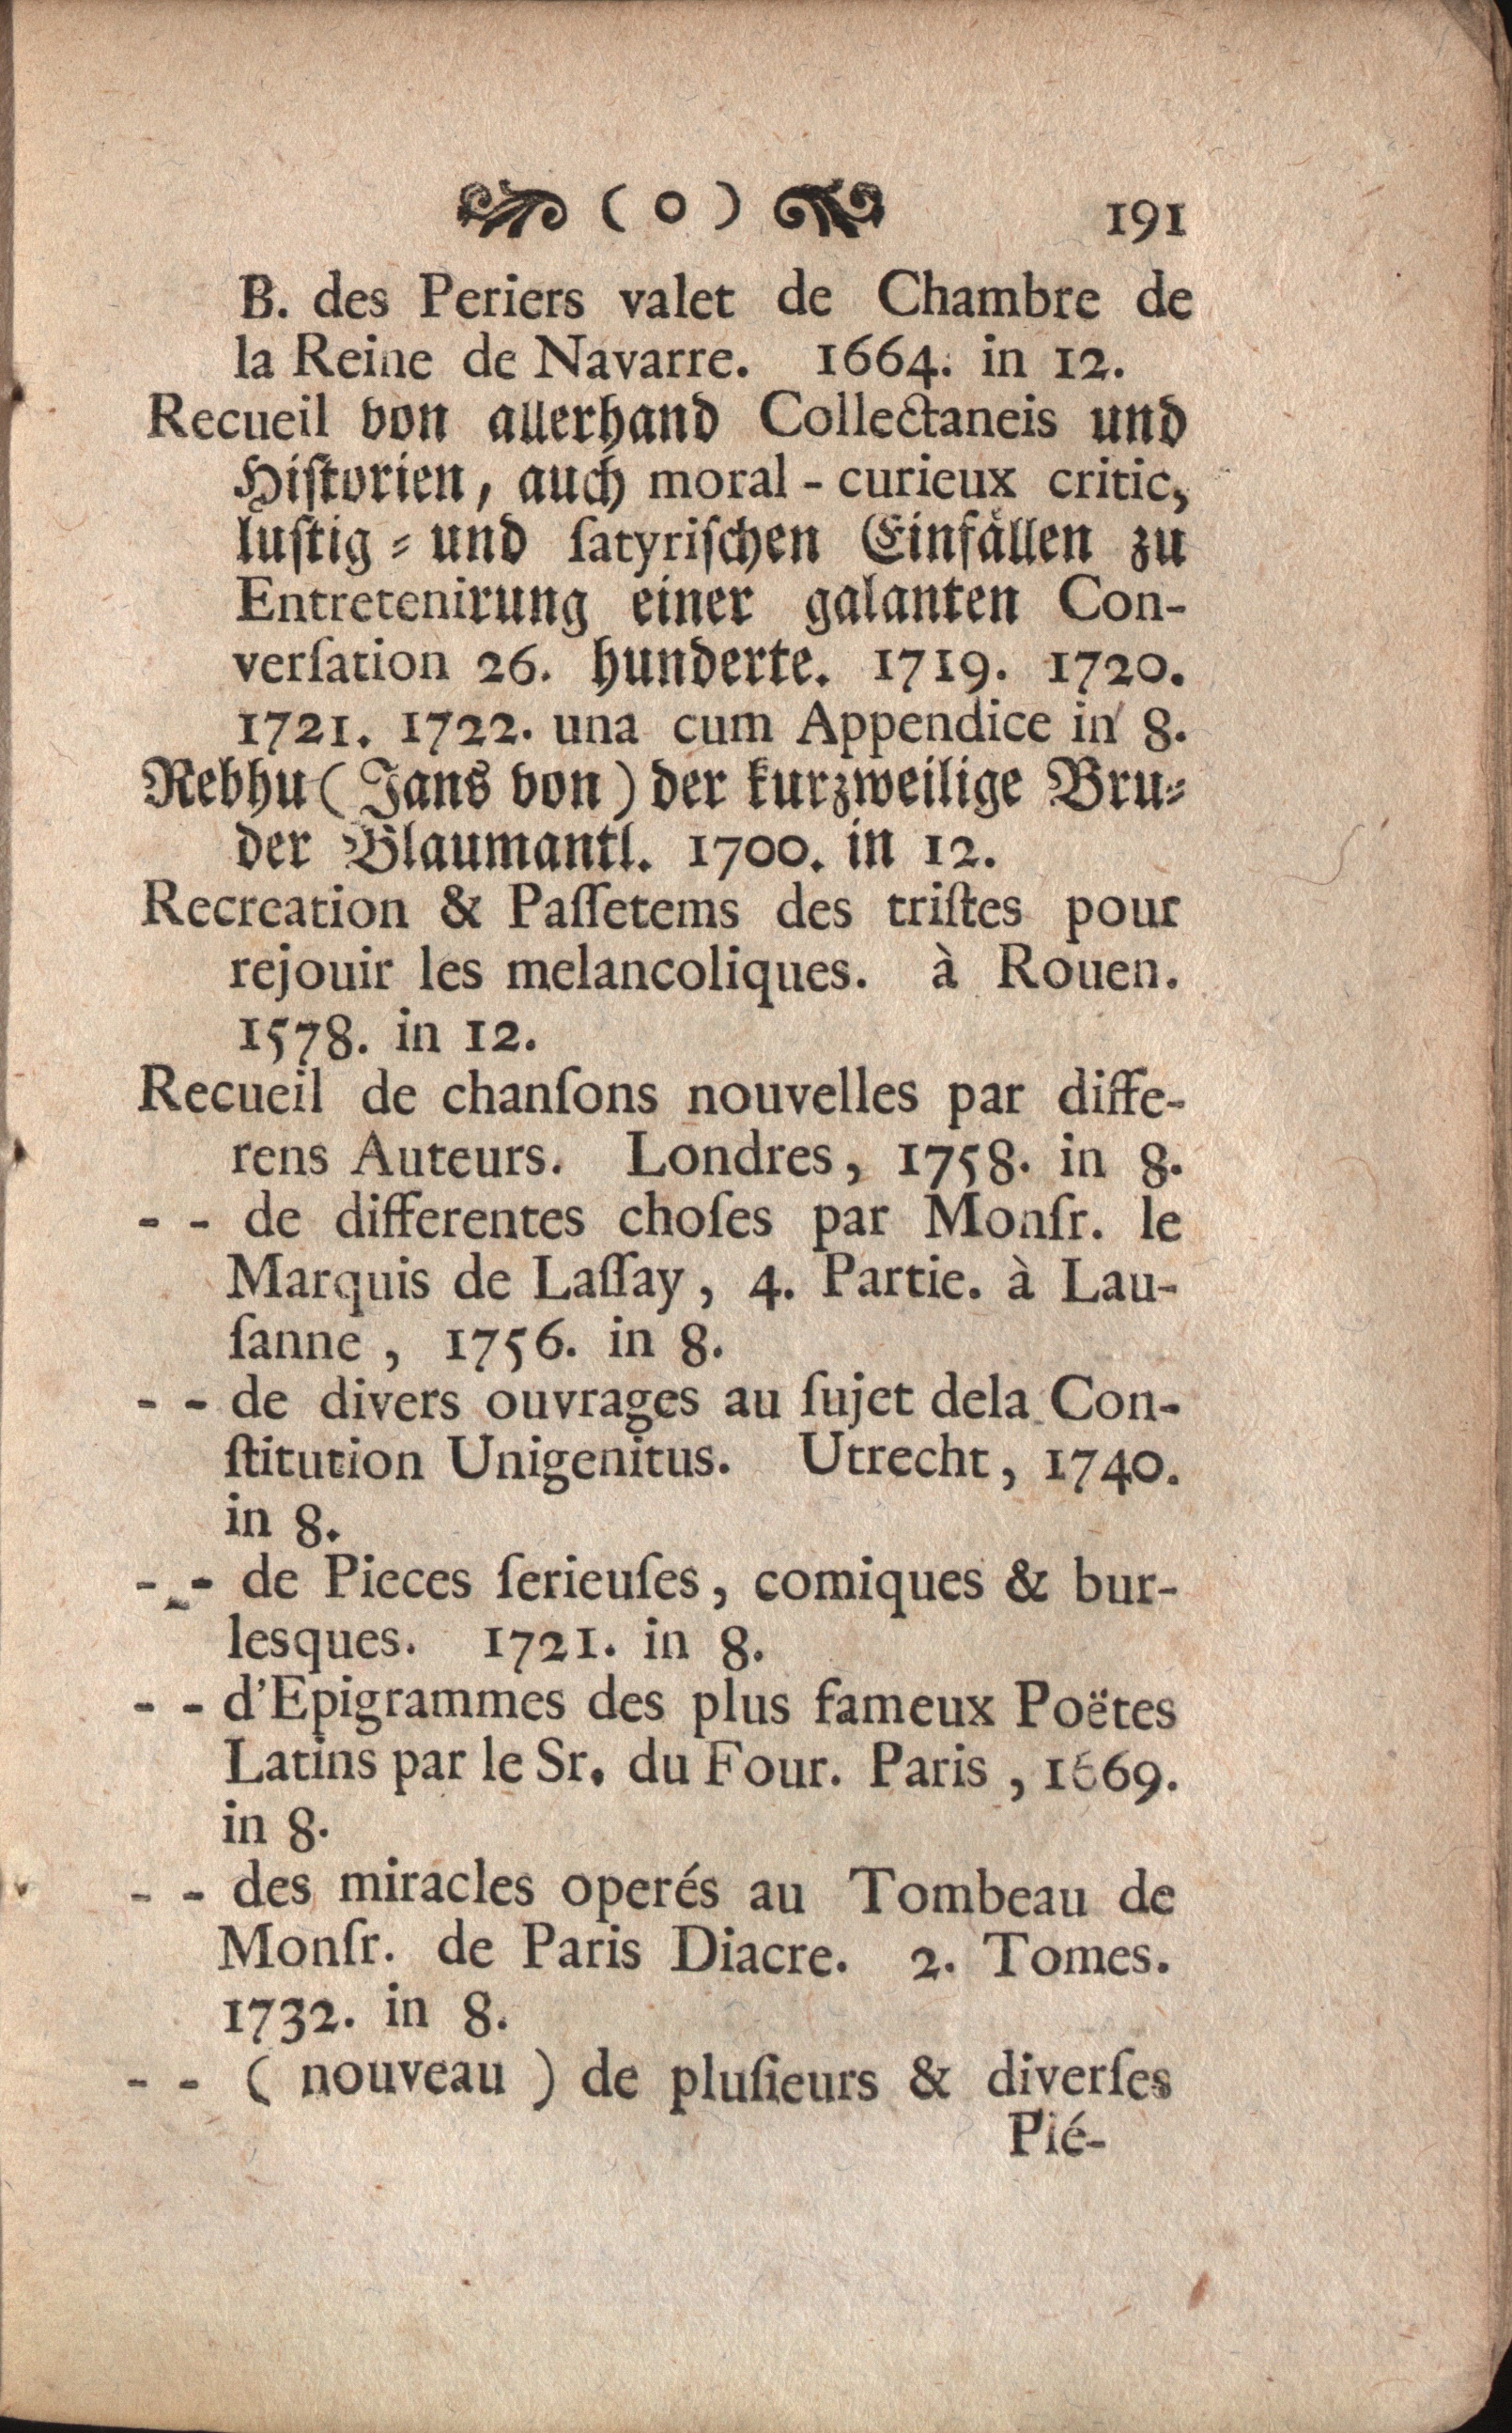 ( o ) 191
B. des Periers valet de Chambre de
la Reine de Navarre. 1664. in 12.
Recueil von allerhand Collectaneis und
Hiſtorien, auch moral - curieux critic,
luſtig ⸗ und ſatyriſchen Einfällen zu
Entretenirung einer galanten Con-
verſation 26. hunderte. 1719. 1720.
1721. 1722. una cum Appendice in 8.
Rebhu (Jans von) der kurzweilige Bru⸗
der Blaumantl. 1700. in 12.
Recreation & Paſſetems des triſtes pour
rejouir les melancoliques. à Rouen.
1578. in 12.
Recueil de chanſons nouvelles par diffe-
rens Auteurs. Londres, 1758. in 8.
- - de differentes choſes par Monſr. le
Marquis de Laſſay, 4. Partie. à Lau-
ſanne, 1756. in 8.
- - de divers ouvrages au ſujet dela Con-
ſtitution Unigenitus. Utrecht, 1740.
in 8.
- - de Pieces ſerieuſes, comiques & bur-
lesques. 1721. in 8.
- - d'Epigrammes des plus fameux Poëtes
Latins par le Sr. du Four. Paris, 1669.
in 8.
- - des miracles operés au Tombeau de
Monſr. de Paris Diacre. 2. Tomes.
1732. in 8.
- - ( nouveau ) de pluſieurs & diverſes
Pié-